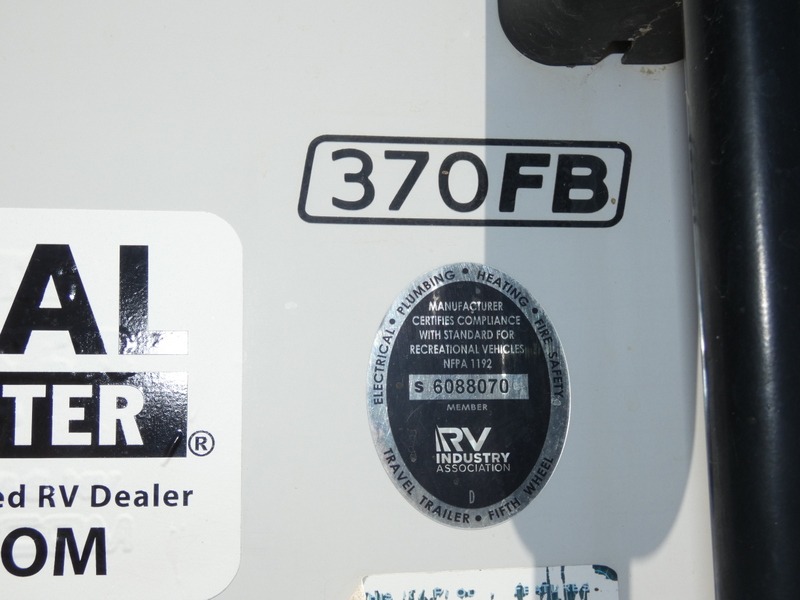 370FB
AL
TER®
ed RV Dealer
OM
ELECTRICAL • PLUMBING • HEATING • FIRE SAFETY
MANUFACTURER
CERTIFIES COMPLIANCE
WITH STANDARD FOR
RECREATIONAL VEHICLES
NFPA 1192
S 6088070
MEMBER
RV
INDUSTRY
ASSOCIATION
D
TRAVEL TRAILER • FIFTH WHEEL